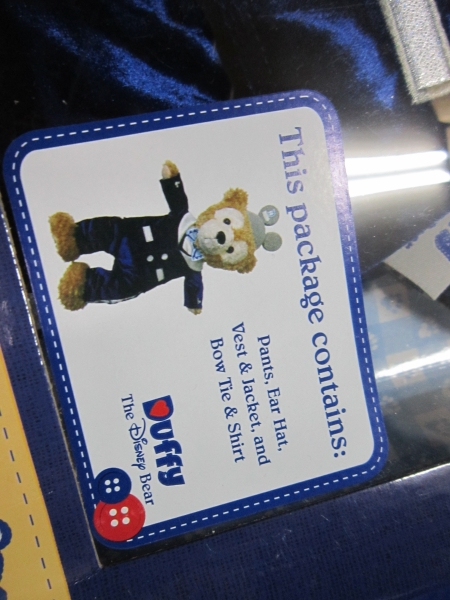 This package contains:
Pants, Ear Hat,
Vest & Jacket, and
Bow Tie & Shirt
Duffy
The Disney Bear